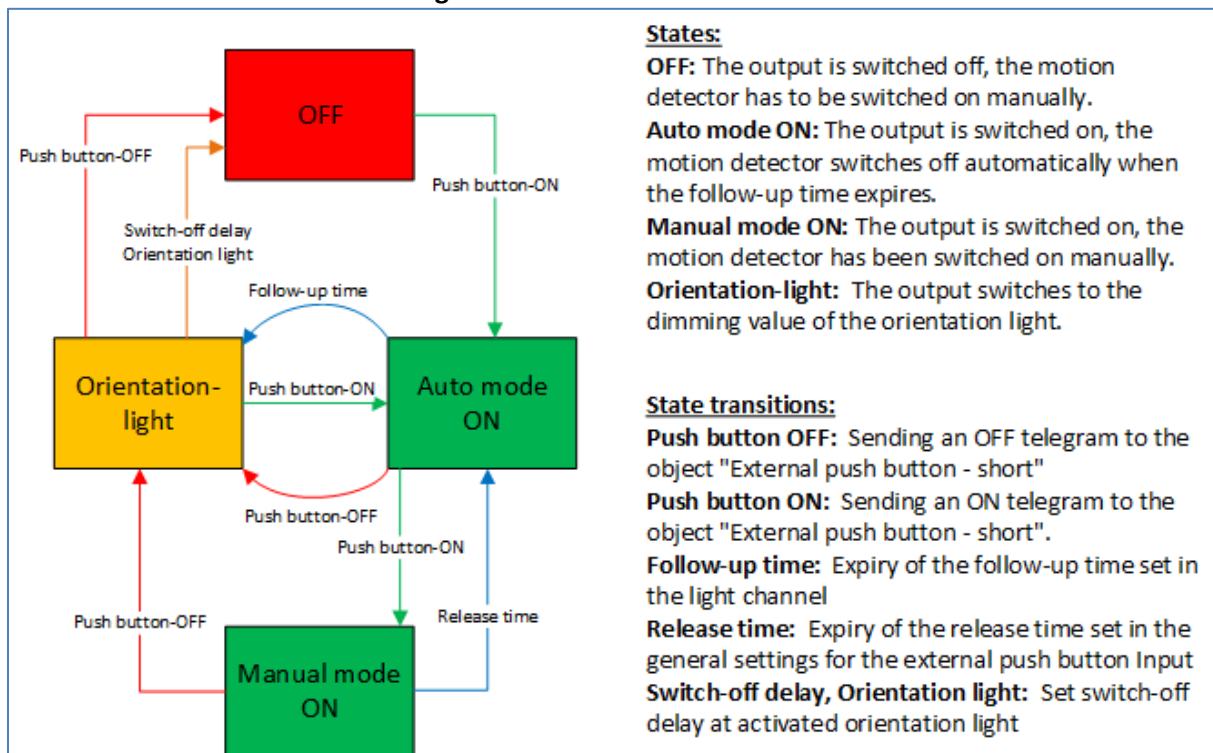 OFF
Push button-OFF
Push button-ON
Switch-off delay
Orientation light
Follow-up time
Orientation-
light
Push button-ON
Auto mode
ON
Push button-OFF
Push button-ON
Push button-OFF
Release time
Manual mode
ON
States:
OFF: The output is switched off, the motion
detector has to be switched on manually.
Auto mode ON: The output is switched on, the
motion detector switches off automatically when
the follow-up time expires.
Manual mode ON: The output is switched on, the
motion detector has been switched on manually.
Orientation-light: The output switches to the
dimming value of the orientation light.
State transitions:
Push button OFF: Sending an OFF telegram to the
object "External push button - short"
Push button ON: Sending an ON telegram to the
object "External push button - short".
Follow-up time: Expiry of the follow-up time set in
the light channel
Release time: Expiry of the release time set in the
general settings for the external push button Input
Switch-off delay, Orientation light: Set switch-off
delay at activated orientation light